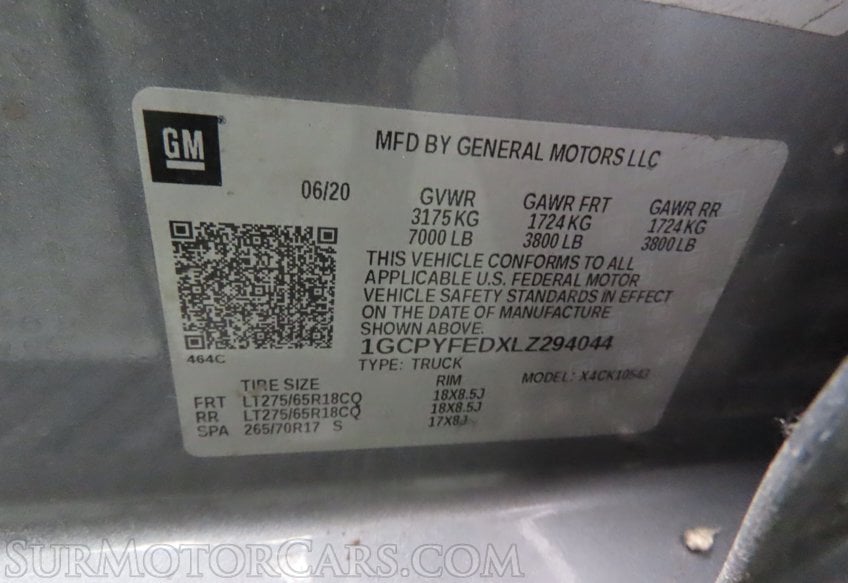 GM
MFD BY GENERAL MOTORS LLC
06/20
GVWR GAWR FRT GAWR RR
3175 KG 1724 KG 1724 KG
7000 LB 3800 LB 3800 LB
THIS VEHICLE CONFORMS TO ALL
APPLICABLE U.S. FEDERAL MOTOR
VEHICLE SAFETY STANDARDS IN EFFECT
ON THE DATE OF MANUFACTURE
SHOWN ABOVE.
464C
1GCPYFEDXLZ294044
TYPE: TRUCK MODEL: X4CK10543
TIRE SIZE RIM
FRT LT275/65R18CQ 18X8.5J
RR LT275/65R18CQ 18X8.5J
SPA 265/70R17 S 17X8J
SURMOTORCARS.COM